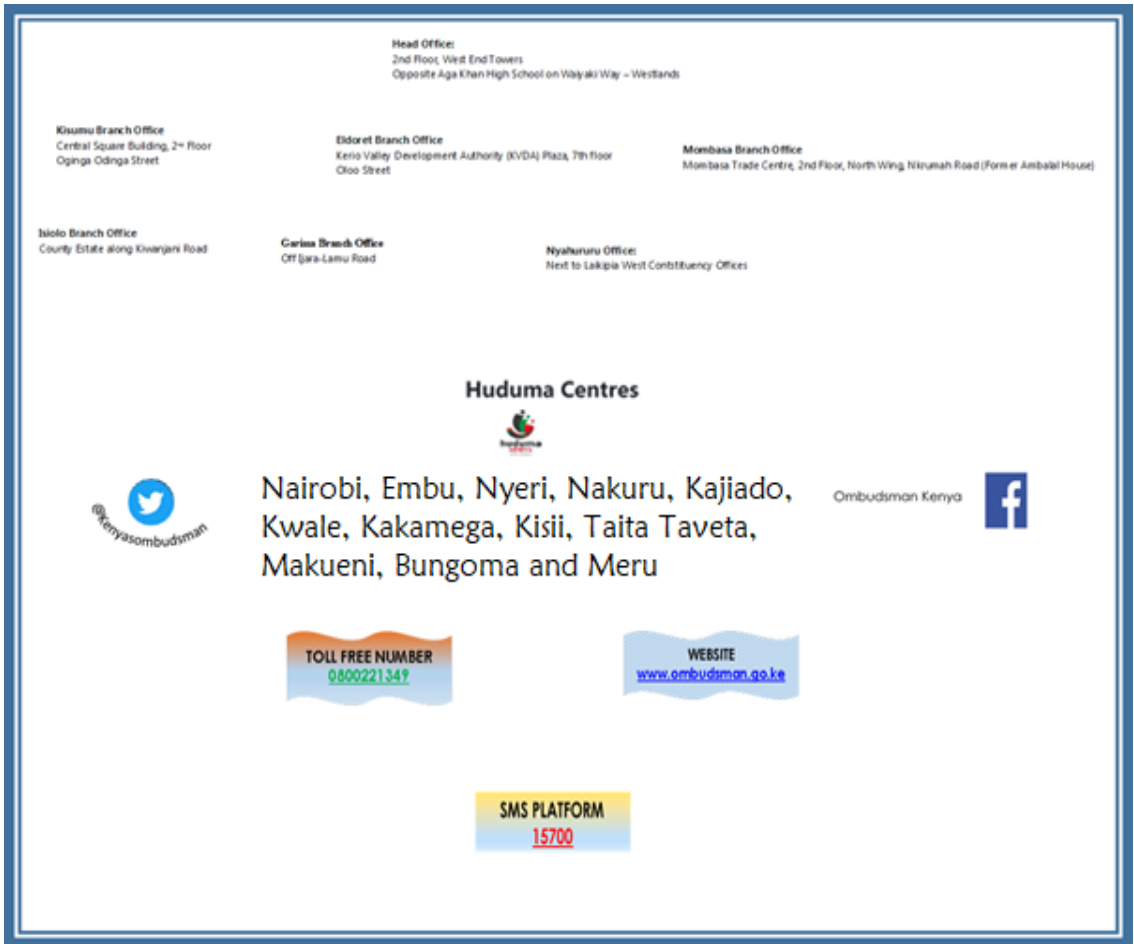 Head Office:
2nd Floor, West End Towers
Opposite Aga Khan High School on Waiyaki Way – Westlands
Kisumu Branch Office
Central Square Building, 2ⁿᵈ Floor
Oginga Odinga Street
Eldoret Branch Office
Kerio Valley Development Authority (KVDA) Plaza, 7th floor
Oloo Street
Mombasa Branch Office
Mombasa Trade Centre, 2nd Floor, North Wing, Nkrumah Road (Former Ambalal House)
Isiolo Branch Office
County Estate along Kiwanjani Road
Garissa Branch Office
Off Ijara-Lamu Road
Nyahururu Office:
Next to Laikipia West Contstituency Offices
Huduma Centres
huduma
@Kenyasombudsman
Nairobi, Embu, Nyeri, Nakuru, Kajiado,
Kwale, Kakamega, Kisii, Taita Taveta,
Makueni, Bungoma and Meru
Ombudsman Kenya
TOLL FREE NUMBER
0800221349
WEBSITE
www.ombudsman.go.ke
SMS PLATFORM
15700